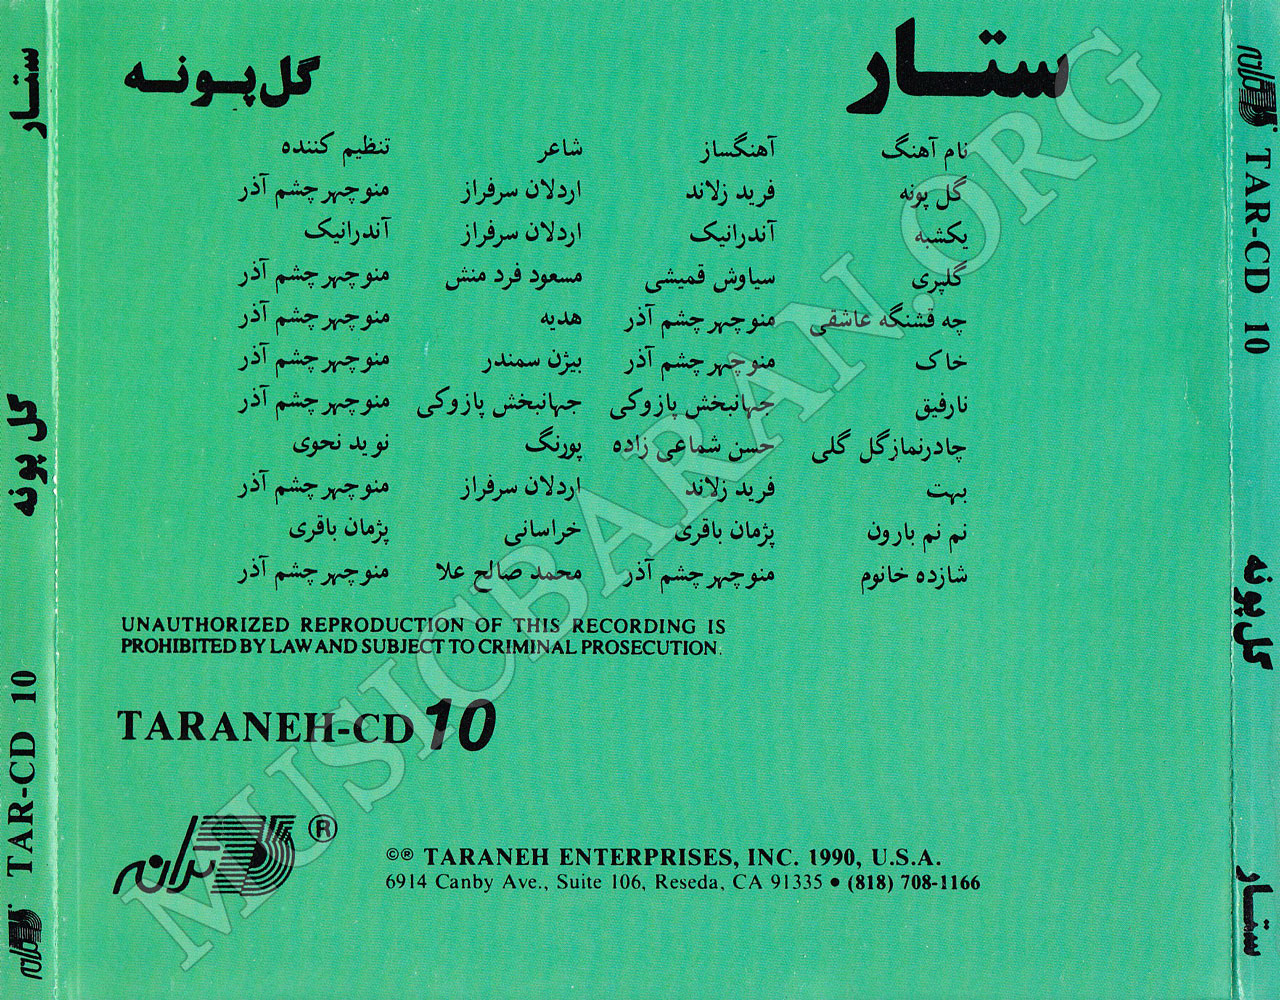 ستار
گل پونه
نام آهنگ آهنگساز شاعر تنظیم کننده
گل پونه فرید زلاند اردلان سرفراز منوچهر چشم آذر
یکشبه آندرانیک اردلان سرفراز آندرانیک
گلپری سیاوش قمیشی مسعود فرد منش منوچهر چشم آذر
چه قشنگه عاشقی منوچهر چشم آذر هدیه منوچهر چشم آذر
خاک منوچهر چشم آذر بیژن سمندر منوچهر چشم آذر
نارفیق جهانبخش پازوکی جهانبخش پازوکی منوچهر چشم آذر
چادرنمازگل گلی حسن شماعی زاده پورنگ نوید نحوی
بهت فرید زلاند اردلان سرفراز منوچهر چشم آذر
نم نم بارون پژمان باقری خراسانی پژمان باقری
شازده خانوم منوچهر چشم آذر محمد صالح علا منوچهر چشم آذر
UNAUTHORIZED REPRODUCTION OF THIS RECORDING IS
PROHIBITED BY LAW AND SUBJECT TO CRIMINAL PROSECUTION.
TARANEH-CD 10
ترانه ®
©® TARANEH ENTERPRISES, INC. 1990, U.S.A.
6914 Canby Ave., Suite 106, Reseda, CA 91335 • (818) 708-1166
ستار
گل پونه
TAR-CD 10
ترانه
ترانه
TAR-CD 10
گل پونه
ستار
MUSICBARAN.ORG